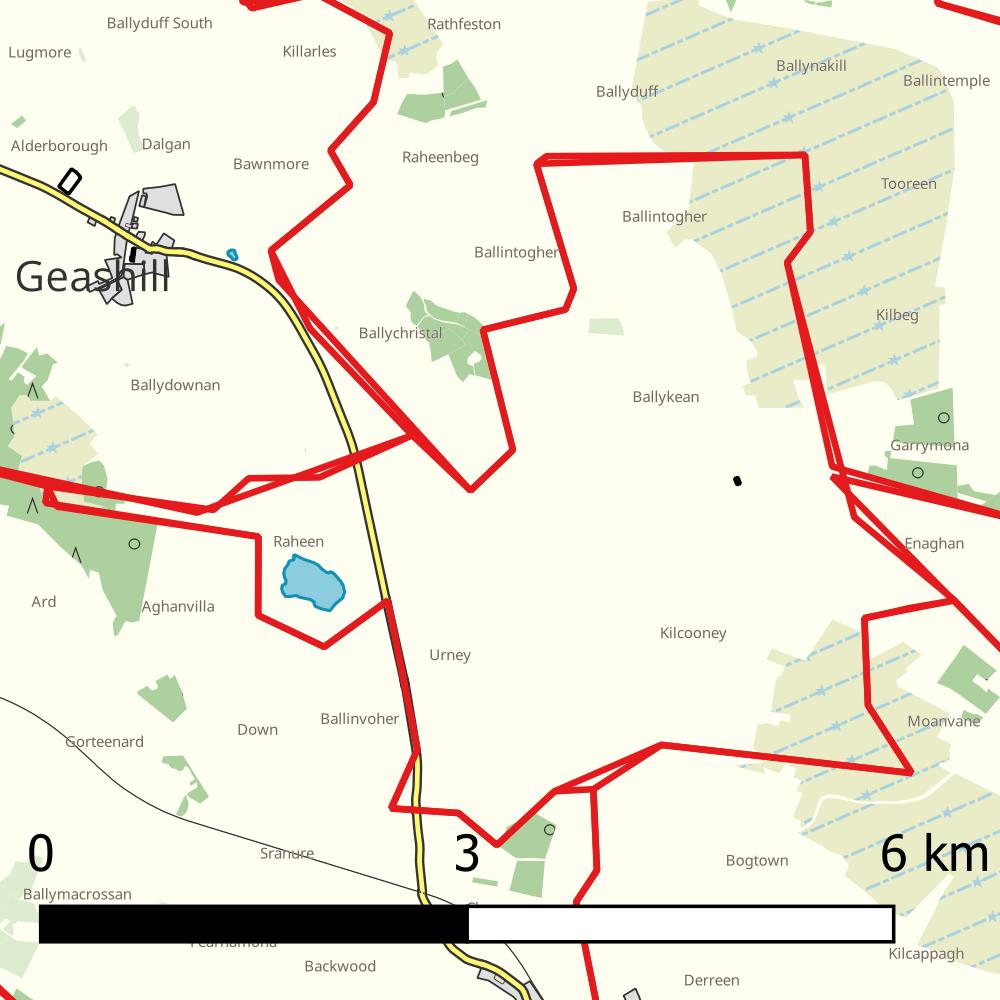 Ballyduff South
Rathfeston
Lugmore
Killarles
Ballynakill
Ballintemple
Ballyduff
Alderborough
Dalgan
Bawnmore
Raheenbeg
Tooreen
Ballintogher
Ballintogher
Geashill
Kilbeg
Ballychristal
Ballydownan
Ballykean
Garrymona
Raheen
Enaghan
Ard
Aghanvilla
Kilcooney
Urney
Ballinvoher
Moanvane
Down
Gorteenard
0
3
6 km
Sranure
Bogtown
Ballymacrossan
Kilcappagh
Backwood
Derreen